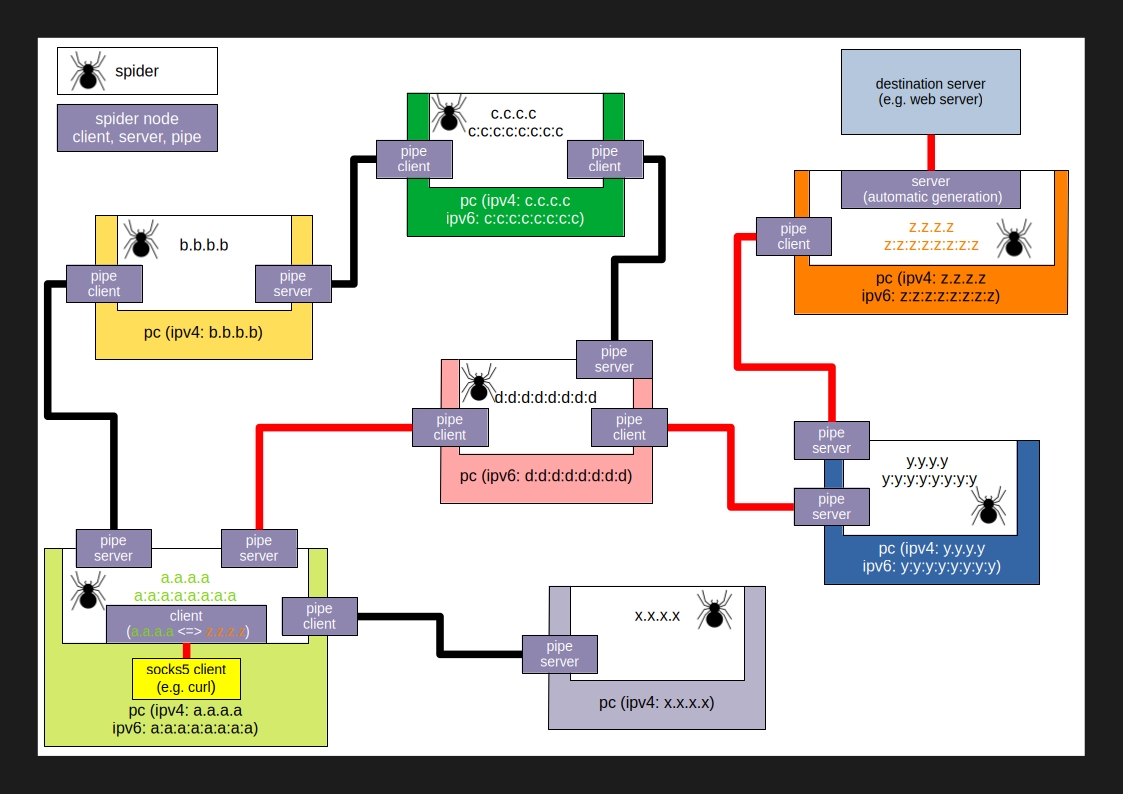 spider
spider node
client, server, pipe
c.c.c.c
c:c:c:c:c:c:c:c
pipe
client
pipe
client
pc (ipv4: c.c.c.c
ipv6: c:c:c:c:c:c:c:c)
destination server
(e.g. web server)
server
(automatic generation)
z.z.z.z
z:z:z:z:z:z:z:z
pipe
client
pc (ipv4: z.z.z.z
ipv6: z:z:z:z:z:z:z:z)
b.b.b.b
pipe
client
pipe
server
pc (ipv4: b.b.b.b)
pipe
server
d:d:d:d:d:d:d:d
pipe
client
pipe
client
pc (ipv6: d:d:d:d:d:d:d:d)
pipe
server
y.y.y.y
y:y:y:y:y:y:y:y
pipe
server
pc (ipv4: y.y.y.y
ipv6: y:y:y:y:y:y:y:y)
pipe
server
pipe
server
a.a.a.a
a:a:a:a:a:a:a:a
client
(a.a.a.a <=> z.z.z.z)
pipe
client
socks5 client
(e.g. curl)
pc (ipv4: a.a.a.a
ipv6: a:a:a:a:a:a:a:a)
x.x.x.x
pipe
server
pc (ipv4: x.x.x.x)